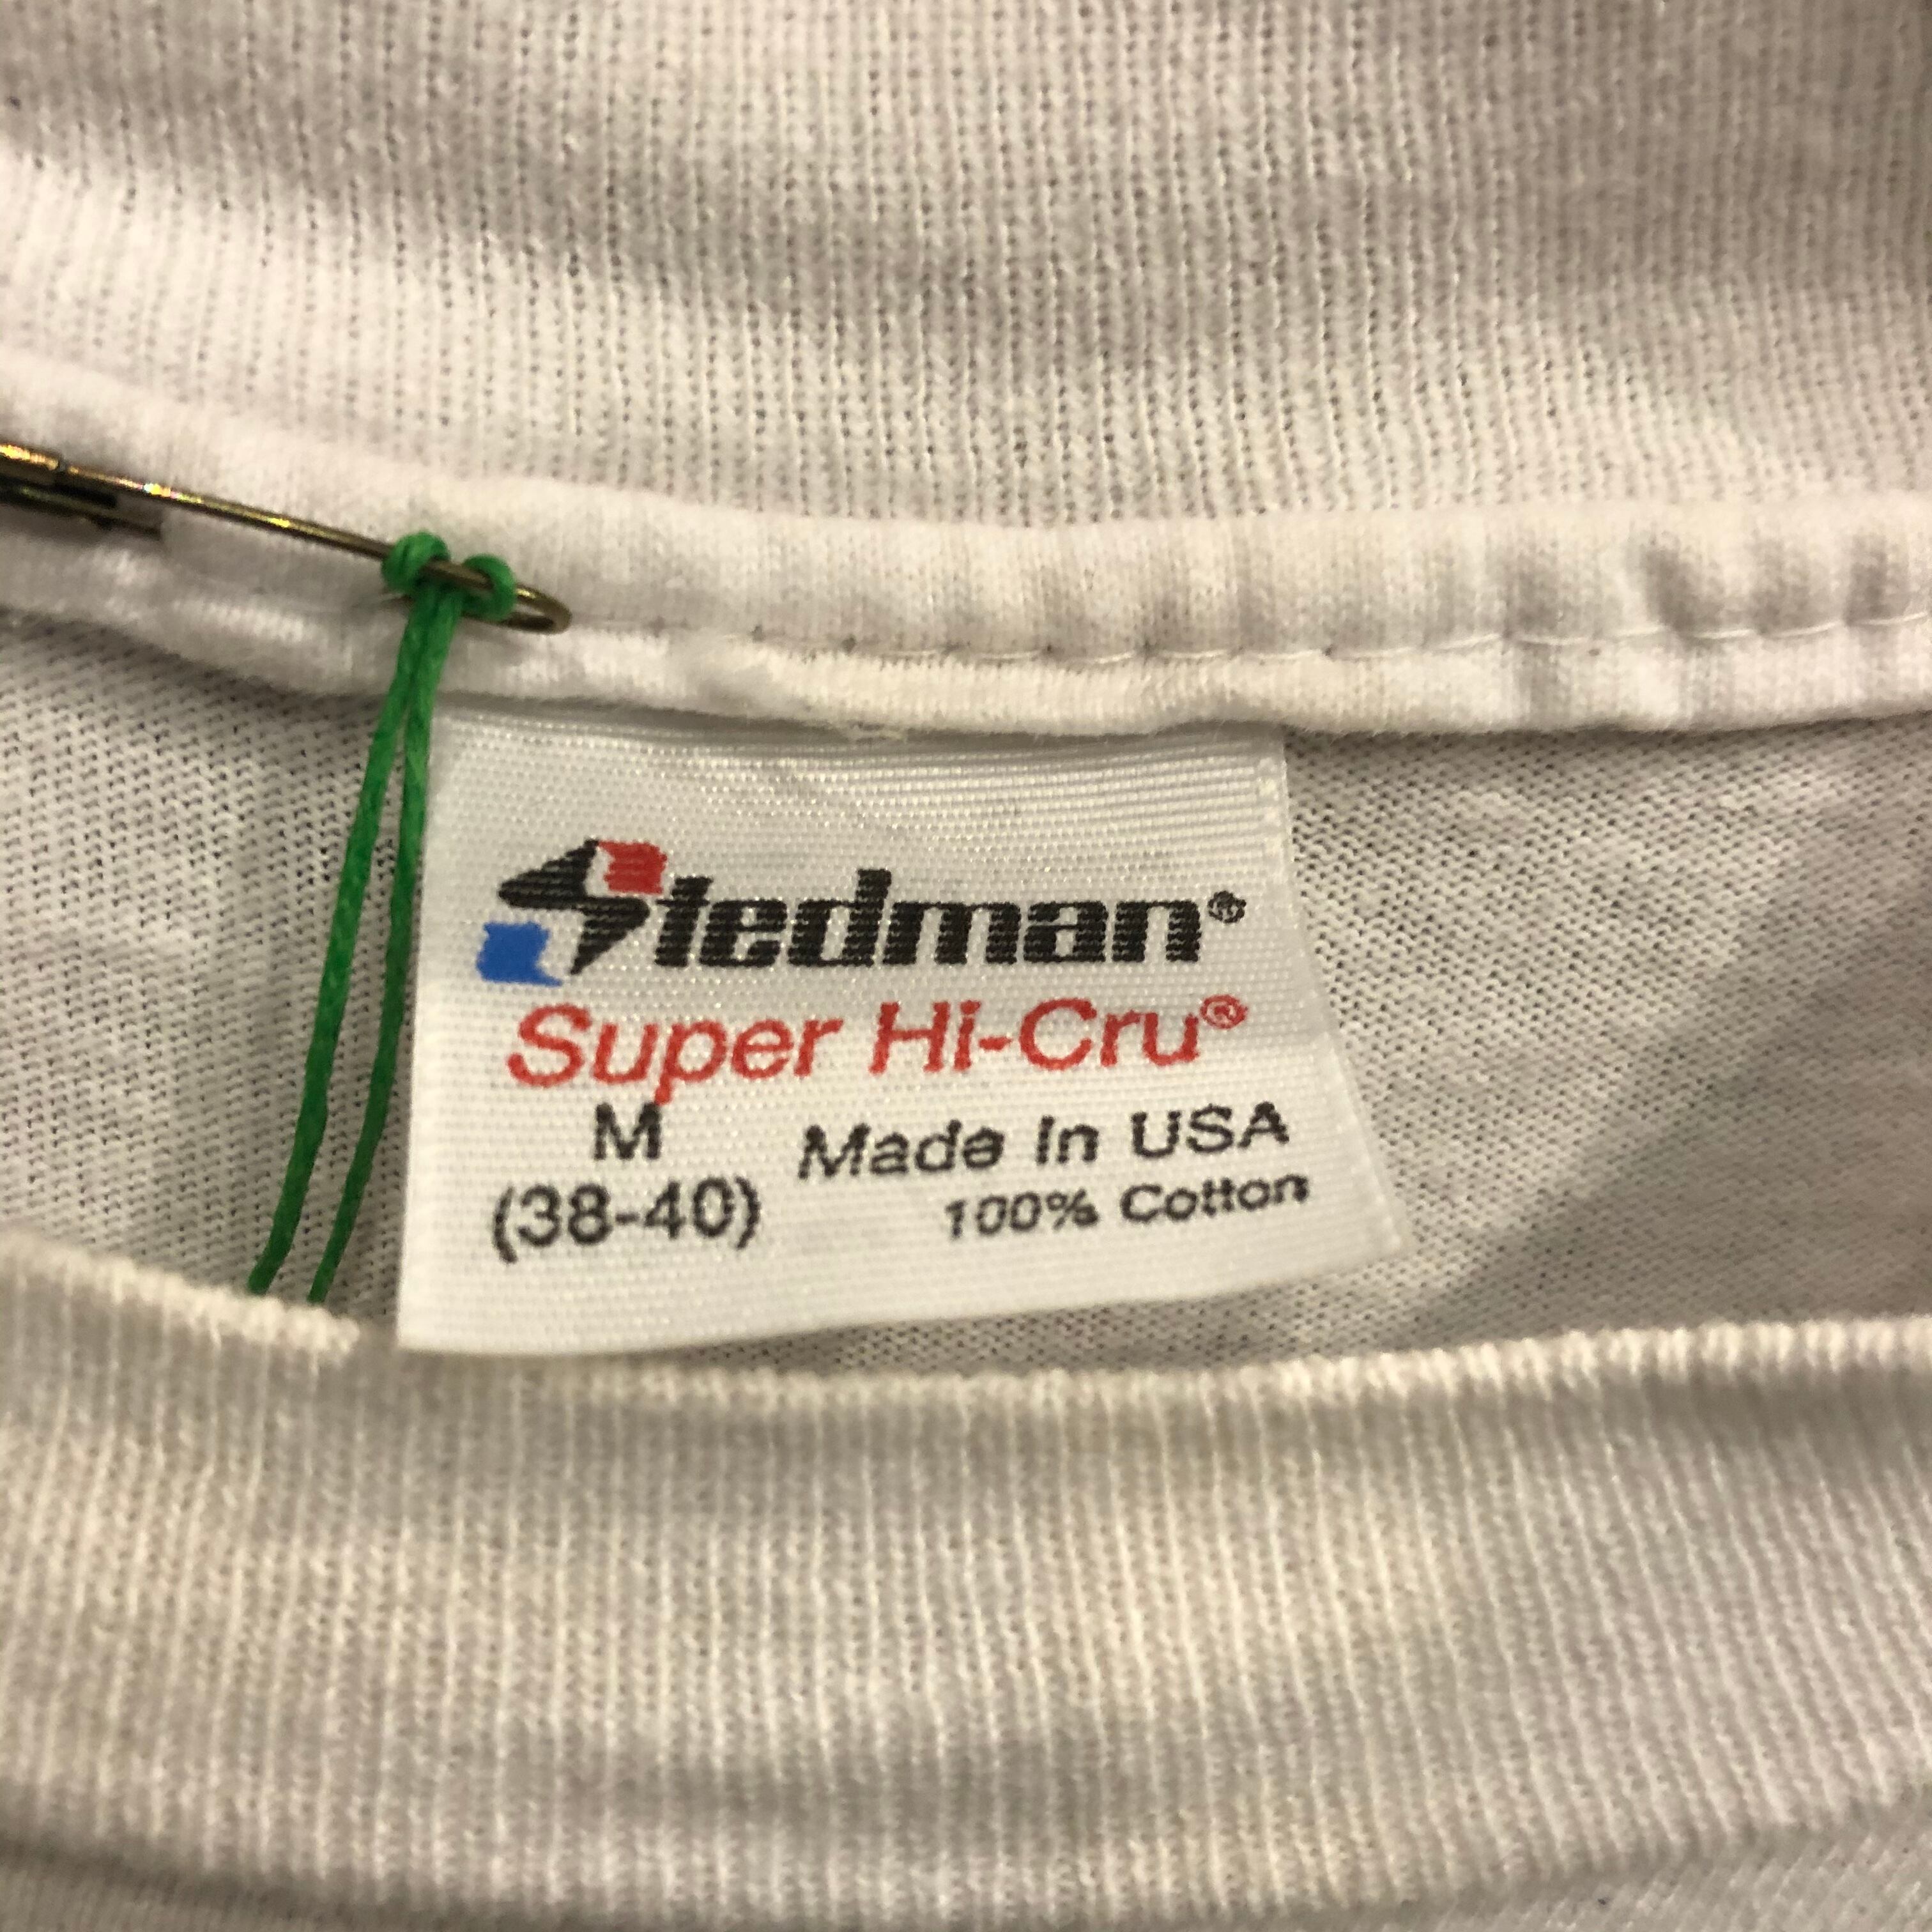 Stedman®
Super Hi-Cru®
M Made In USA
(38-40) 100% Cotton